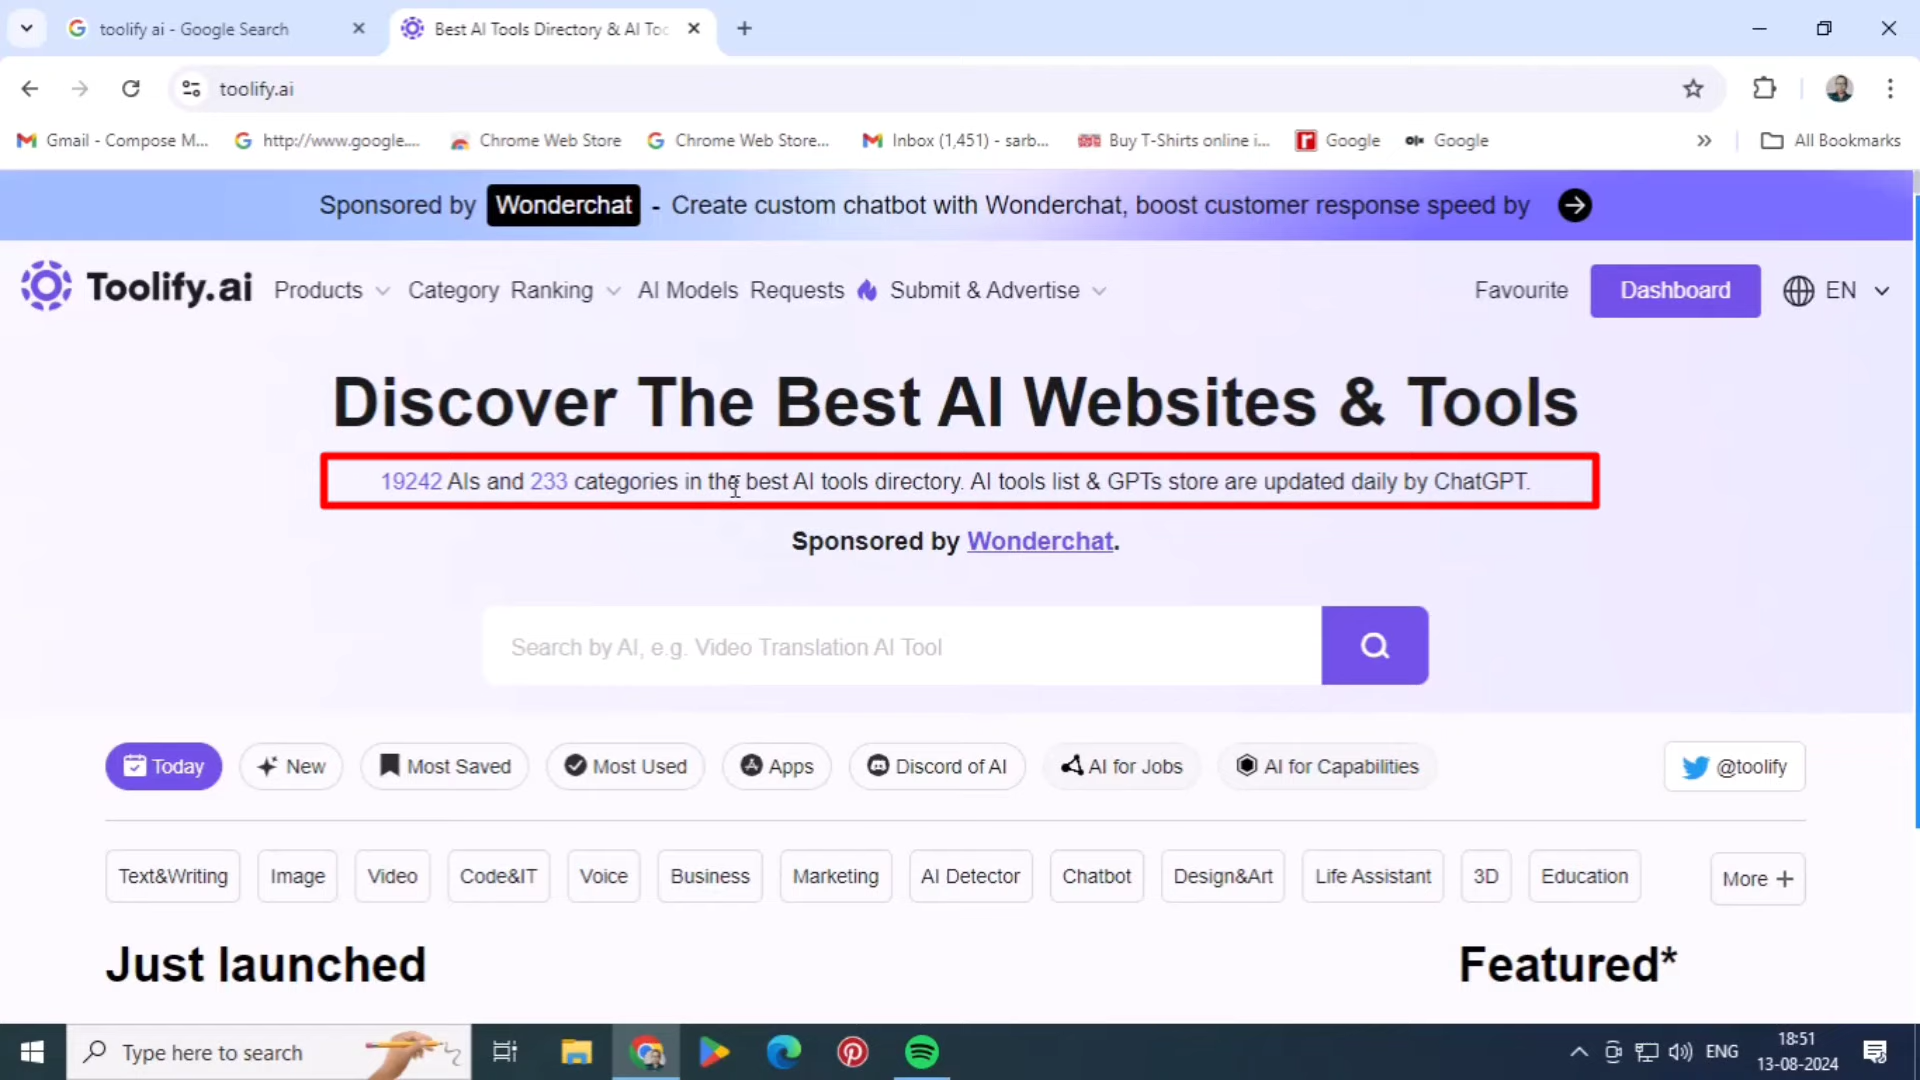 toolify ai - Google Search
Best AI Tools Directory & AI Too
toolify.ai
Gmail - Compose M...
http://www.google....
Chrome Web Store
Chrome Web Store...
Inbox (1,451) - sarb...
Buy T-Shirts online i...
Google
Google
All Bookmarks
Sponsored by Wonderchat - Create custom chatbot with Wonderchat, boost customer response speed by
Toolify.ai
Products
Category
Ranking
AI Models
Requests
Submit & Advertise
Favourite
Dashboard
EN
Discover The Best AI Websites & Tools
19242 AIs and 233 categories in the best AI tools directory. AI tools list & GPTs store are updated daily by ChatGPT.
Sponsored by Wonderchat.
Search by AI, e.g. Video Translation AI Tool
Today
New
Most Saved
Most Used
Apps
Discord of AI
AI for Jobs
AI for Capabilities
@toolify
Text&Writing
Image
Video
Code&IT
Voice
Business
Marketing
AI Detector
Chatbot
Design&Art
Life Assistant
3D
Education
More +
Just launched
Featured*
Type here to search
ENG
18:51
13-08-2024